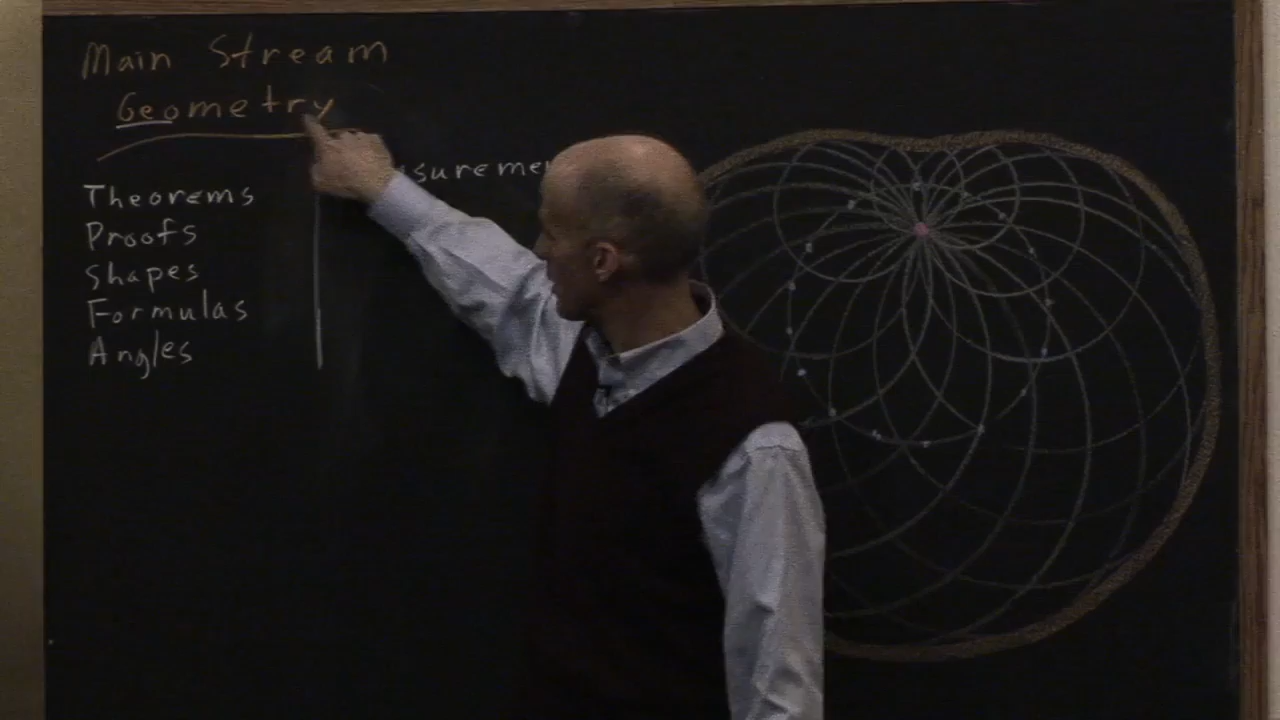 Main Stream
Geometry
Theorems
Proofs
Shapes
Formulas
Angles